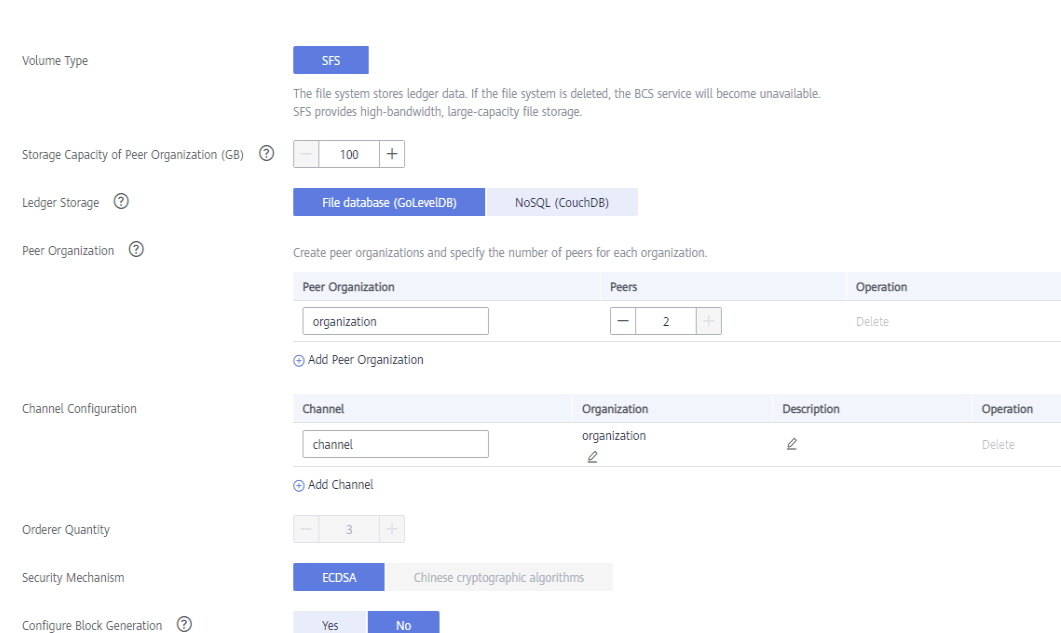 Volume Type
SFS
The file system stores ledger data. If the file system is deleted, the BCS service will become unavailable.
SFS provides high-bandwidth, large-capacity file storage.
Storage Capacity of Peer Organization (GB) ? − 100 +
Ledger Storage ? File database (GoLevelDB) NoSQL (CouchDB)
Peer Organization ? Create peer organizations and specify the number of peers for each organization.
Peer Organization Peers Operation
organization − 2 + Delete
Add Peer Organization
Channel Configuration Channel Organization Description Operation
channel organization Delete
Add Channel
Orderer Quantity − 3 +
Security Mechanism ECDSA Chinese cryptographic algorithms
Configure Block Generation ? Yes No